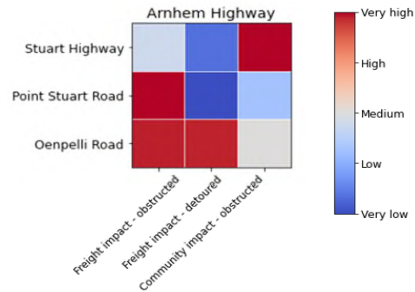 Arnhem Highway
Stuart Highway
Point Stuart Road
Oenpelli Road
Freight impact - obstructed
Freight impact - detoured
Community impact - obstructed
Very high
High
Medium
Low
Very low